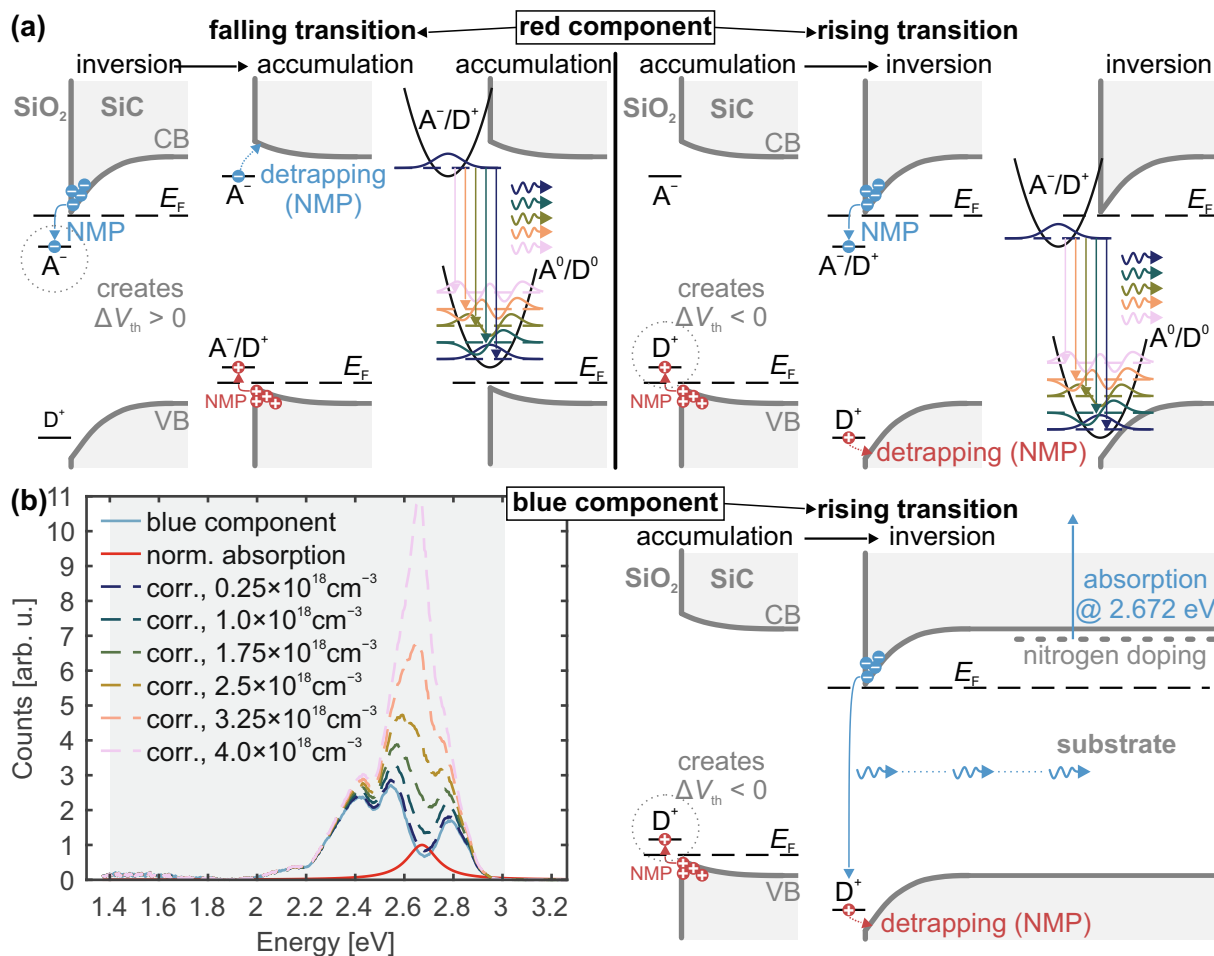 (a)
falling transition
red component
rising transition
inversion
accumulation
accumulation
accumulation
inversion
inversion
SiO₂
SiC
CB
E_F
NMP
A⁻
creates
ΔV_th > 0
D⁺
VB
A⁻
detrapping
(NMP)
A⁻/D⁺
NMP
E_F
A⁻/D⁺
A⁰/D⁰
SiO₂
SiC
CB
A⁻
creates
ΔV_th < 0
D⁺
NMP
E_F
VB
E_F
NMP
A⁻/D⁺
D⁺
detrapping (NMP)
A⁻/D⁺
E_F
A⁰/D⁰
(b)
11
10
9
8
7
6
5
4
3
2
1
0
Counts [arb. u.]
blue component
norm. absorption
corr., 0.25×10¹⁸cm⁻³
corr., 1.0×10¹⁸cm⁻³
corr., 1.75×10¹⁸cm⁻³
corr., 2.5×10¹⁸cm⁻³
corr., 3.25×10¹⁸cm⁻³
corr., 4.0×10¹⁸cm⁻³
1.4 1.6 1.8 2 2.2 2.4 2.6 2.8 3 3.2
Energy [eV]
blue component
rising transition
accumulation
inversion
SiO₂
SiC
CB
creates
ΔV_th < 0
D⁺
NMP
E_F
VB
absorption
@ 2.672 eV
nitrogen doping
E_F
substrate
D⁺
detrapping (NMP)